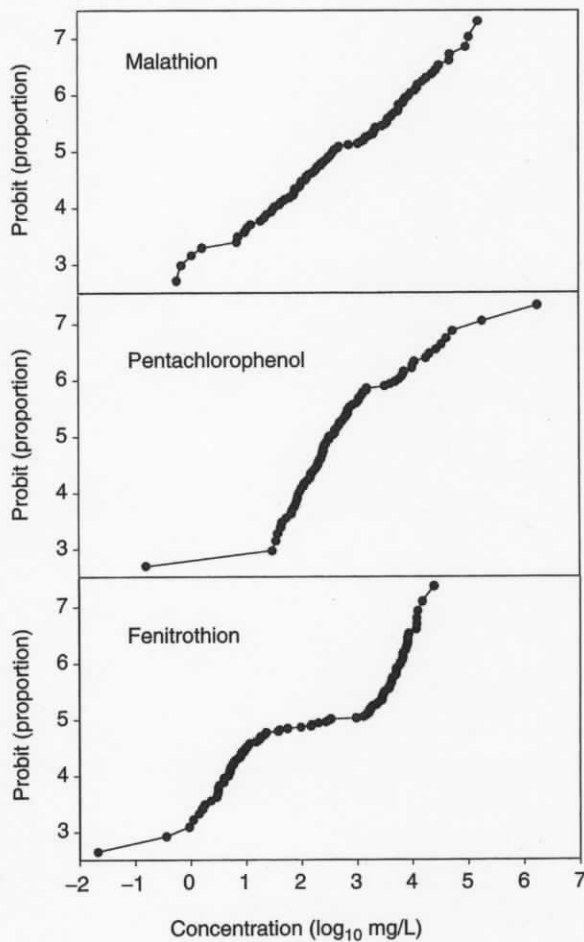 7
6
5
4
3
Probit (proportion)
Malathion
7
6
5
4
3
Probit (proportion)
Pentachlorophenol
7
6
5
4
3
Probit (proportion)
Fenitrothion
–2 –1 0 1 2 3 4 5 6 7
Concentration (log₁₀ mg/L)